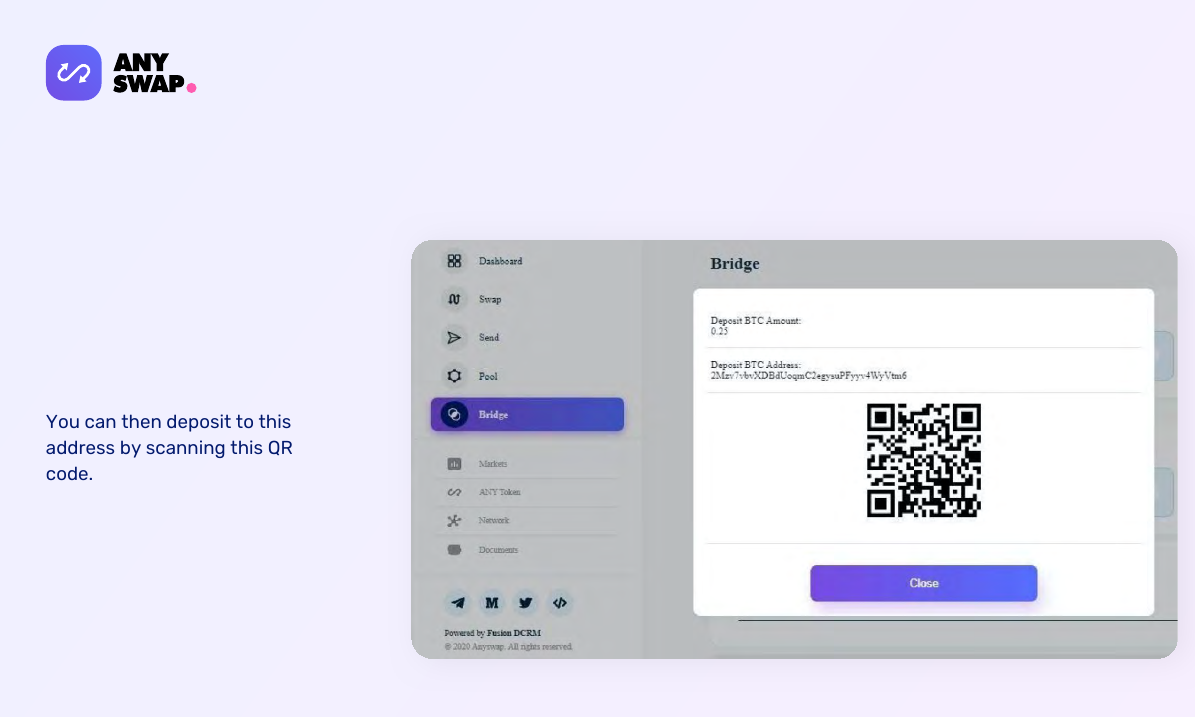 ANY
SWAP
You can then deposit to this
address by scanning this QR
code.
Dashboard
Swap
Send
Pool
Bridge
Markets
ANY Token
Network
Documents
Powered by Fusion DCRM
© 2020 Anyswap. All rights reserved.
Bridge
Deposit BTC Amount:
0.25
Deposit BTC Address:
2Mzv7vbvXDBdUoqmC2egysuPFyyv4WyVtm6
Close